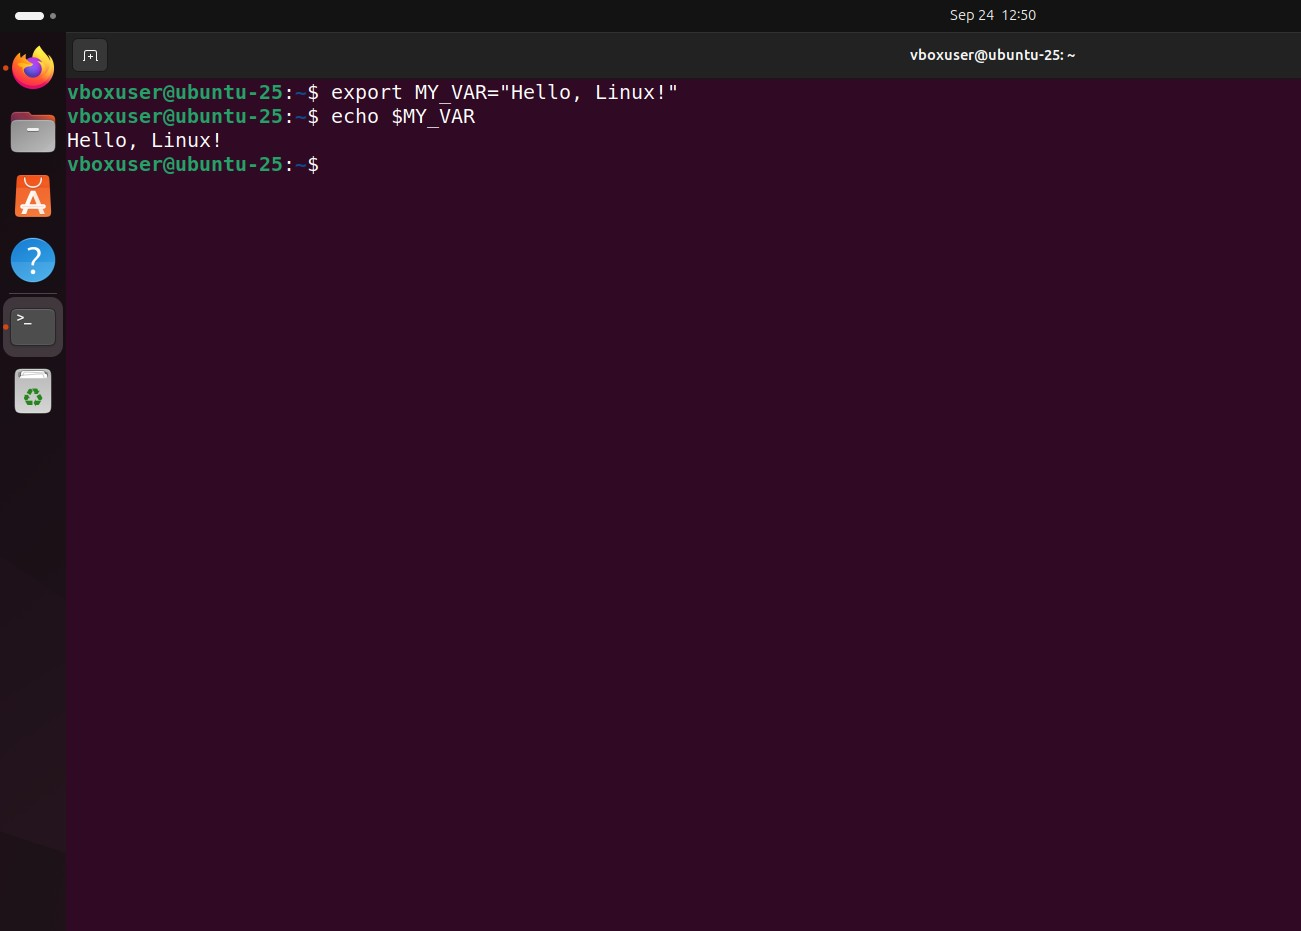 Sep 24 12:50
vboxuser@ubuntu-25: ~
vboxuser@ubuntu-25:~$ export MY_VAR="Hello, Linux!"
vboxuser@ubuntu-25:~$ echo $MY_VAR
Hello, Linux!
vboxuser@ubuntu-25:~$